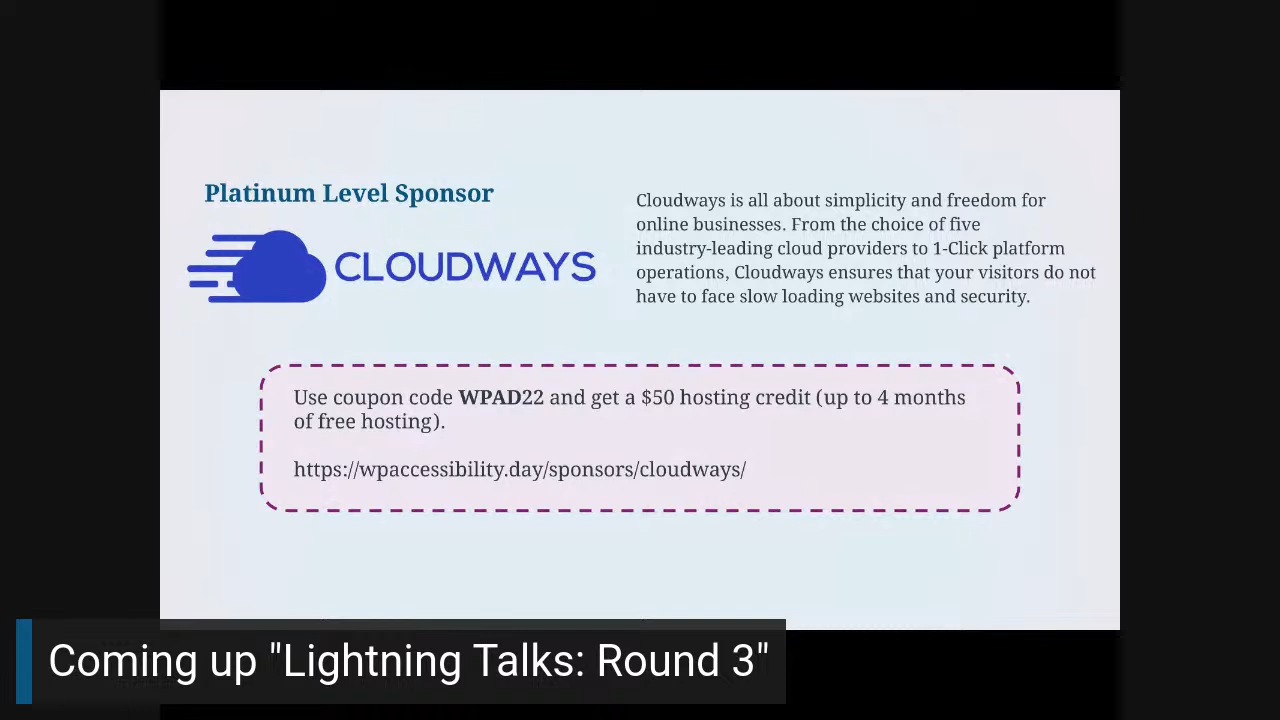 Platinum Level Sponsor
CLOUDWAYS
Cloudways is all about simplicity and freedom for
online businesses. From the choice of five
industry-leading cloud providers to 1-Click platform
operations, Cloudways ensures that your visitors do not
have to face slow loading websites and security.
Use coupon code WPAD22 and get a $50 hosting credit (up to 4 months
of free hosting).
https://wpaccessibility.day/sponsors/cloudways/
Coming up "Lightning Talks: Round 3"